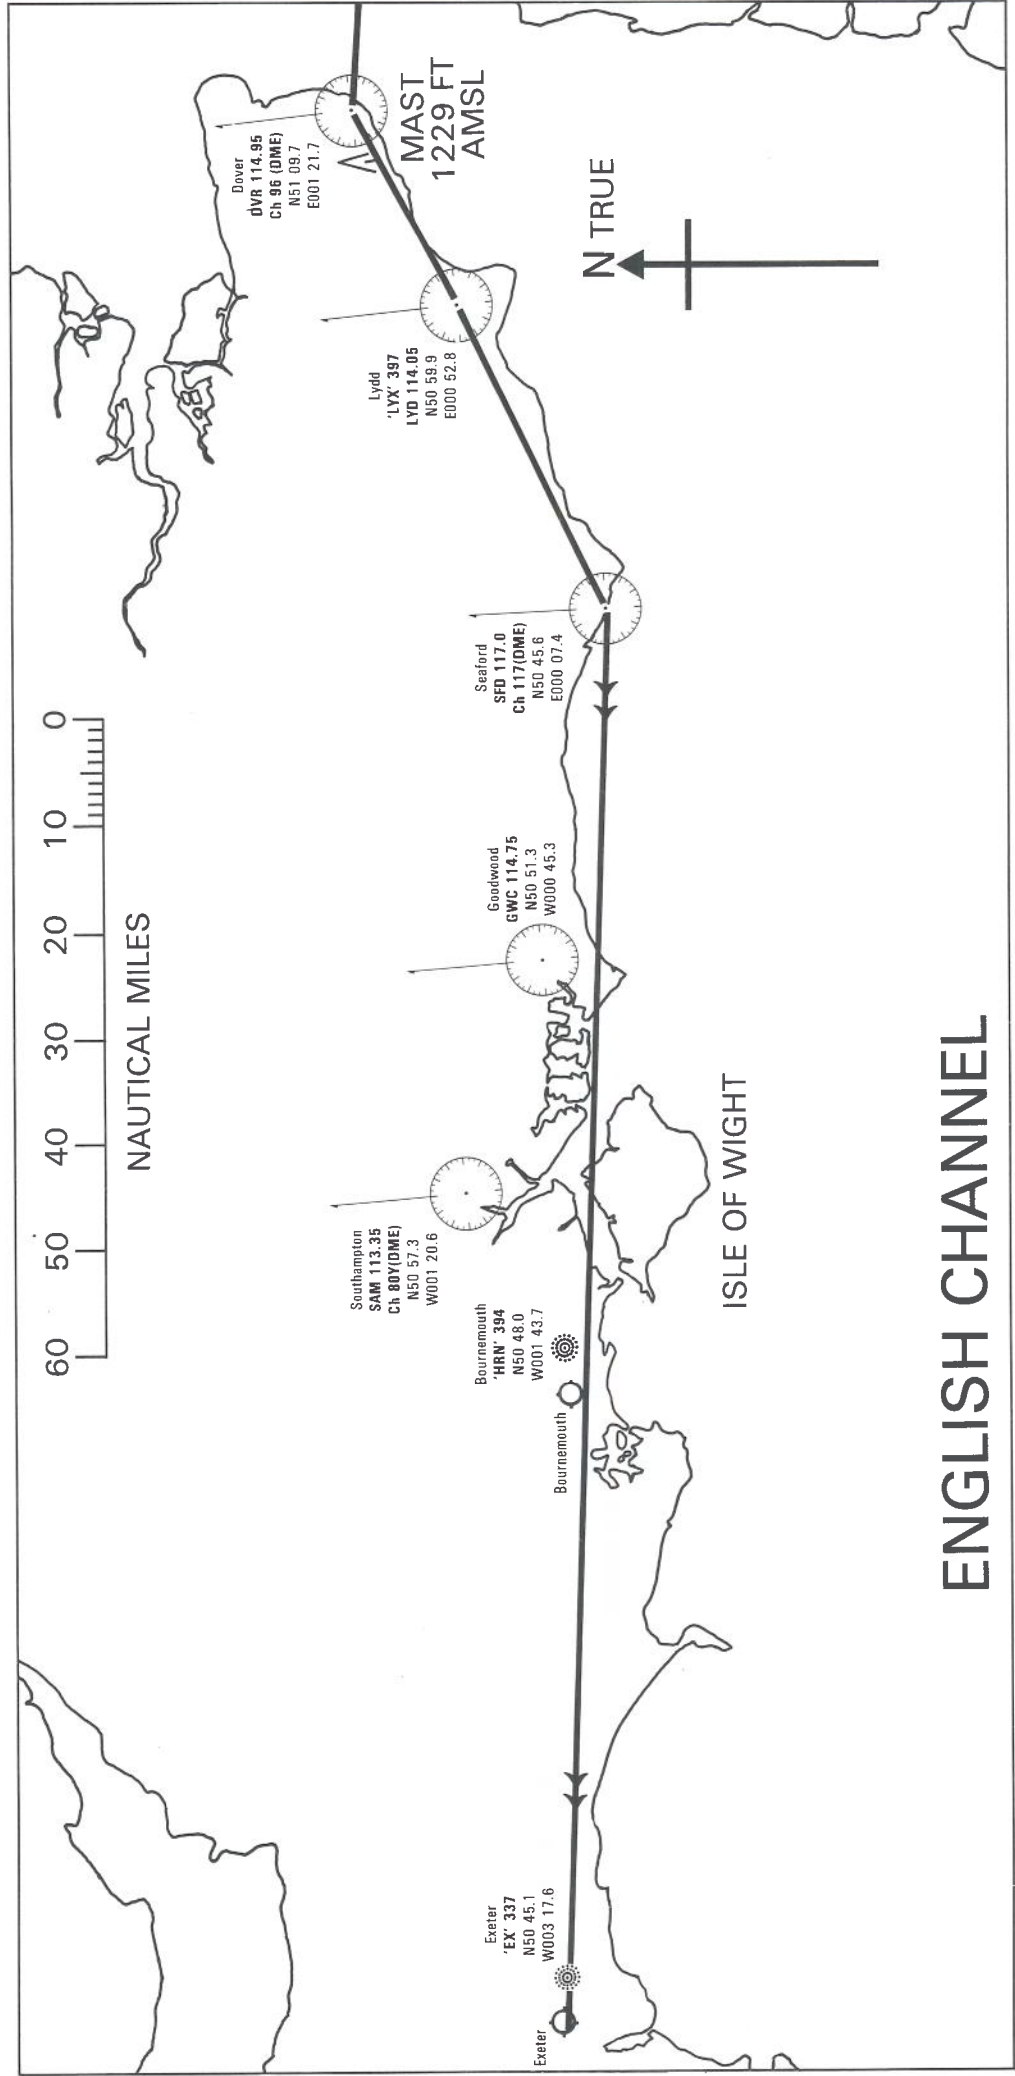 60 50 40 30 20 10 0
NAUTICAL MILES
Exeter
'EX' 337
N50 45.1
W003 17.6
Exeter
Bournemouth
'HRN' 394
N50 48.0
W001 43.7
Bournemouth
Southampton
SAM 113.35
Ch 80Y(DME)
N50 57.3
W001 20.6
Goodwood
GWC 114.75
N50 51.3
W000 45.3
Seaford
SFD 117.0
Ch 117(DME)
N50 45.6
E000 07.4
Lydd
'LYX' 397
LYD 114.05
N50 59.9
E000 52.8
Dover
DVR 114.95
Ch 96 (DME)
N51 09.7
E001 21.7
MAST
1229 FT
AMSL
N TRUE
ISLE OF WIGHT
ENGLISH CHANNEL